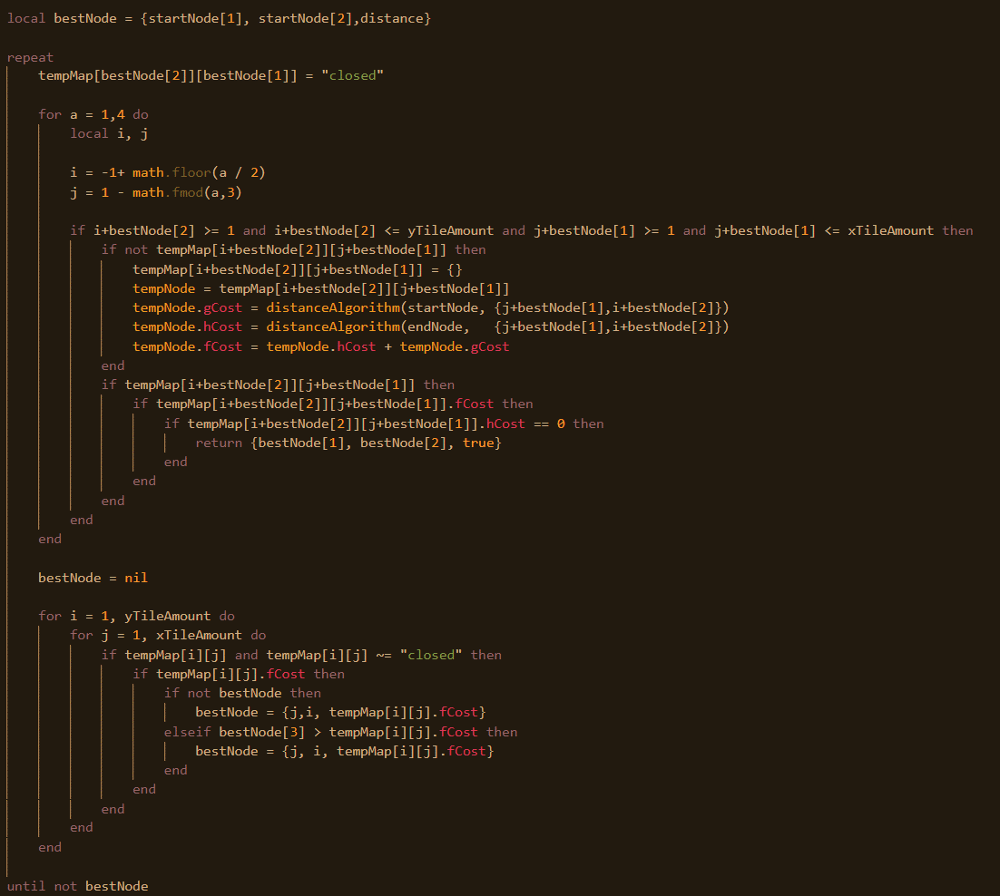 local bestNode = {startNode[1], startNode[2],distance}
repeat
tempMap[bestNode[2]][bestNode[1]] = "closed"
for a = 1,4 do
local i, j
i = -1+ math.floor(a / 2)
j = 1 - math.fmod(a,3)
if i+bestNode[2] >= 1 and i+bestNode[2] <= yTileAmount and j+bestNode[1] >= 1 and j+bestNode[1] <= xTileAmount then
if not tempMap[i+bestNode[2]][j+bestNode[1]] then
tempMap[i+bestNode[2]][j+bestNode[1]] = {}
tempNode = tempMap[i+bestNode[2]][j+bestNode[1]]
tempNode.gCost = distanceAlgorithm(startNode, {j+bestNode[1],i+bestNode[2]})
tempNode.hCost = distanceAlgorithm(endNode,   {j+bestNode[1],i+bestNode[2]})
tempNode.fCost = tempNode.hCost + tempNode.gCost
end
if tempMap[i+bestNode[2]][j+bestNode[1]] then
if tempMap[i+bestNode[2]][j+bestNode[1]].fCost then
if tempMap[i+bestNode[2]][j+bestNode[1]].hCost == 0 then
return {bestNode[1], bestNode[2], true}
end
end
end
end
end
bestNode = nil
for i = 1, yTileAmount do
for j = 1, xTileAmount do
if tempMap[i][j] and tempMap[i][j] ~= "closed" then
if tempMap[i][j].fCost then
if not bestNode then
bestNode = {j,i, tempMap[i][j].fCost}
elseif bestNode[3] > tempMap[i][j].fCost then
bestNode = {j, i, tempMap[i][j].fCost}
end
end
end
end
end
until not bestNode